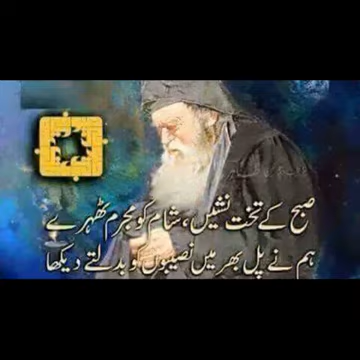 صبح کے تخت نشیں، شام کو مجرم ٹھہرے
ہم نے پل بھر میں نصیبوں کو بدلتے دیکھا